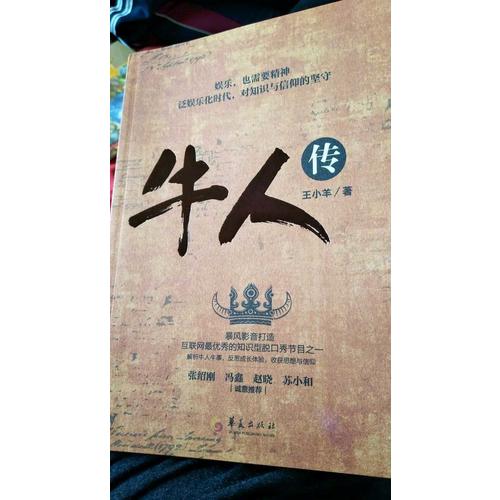 娱乐，也需要精神
泛娱乐化时代，对知识与信仰的坚守
牛人传
王小羊/著
暴风影音打造
互联网最优秀的知识型脱口秀节目之一
解析牛人牛事，反思成长体验，收获思想与信仰
张绍刚 冯鑫 赵晓 苏小和
|诚意推荐|
华夏出版社